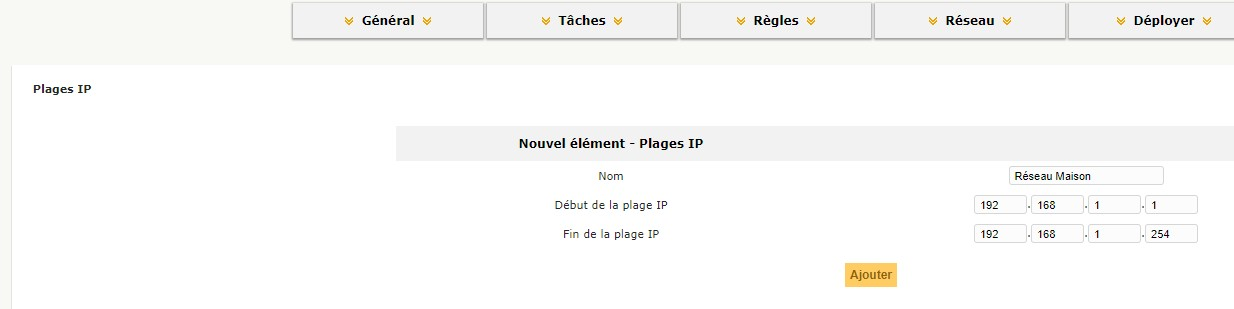 Général Tâches Règles Réseau Déployer
Plages IP
Nouvel élément - Plages IP
Nom Réseau Maison
Début de la plage IP 192 . 168 . 1 . 1
Fin de la plage IP 192 . 168 . 1 . 254
Ajouter